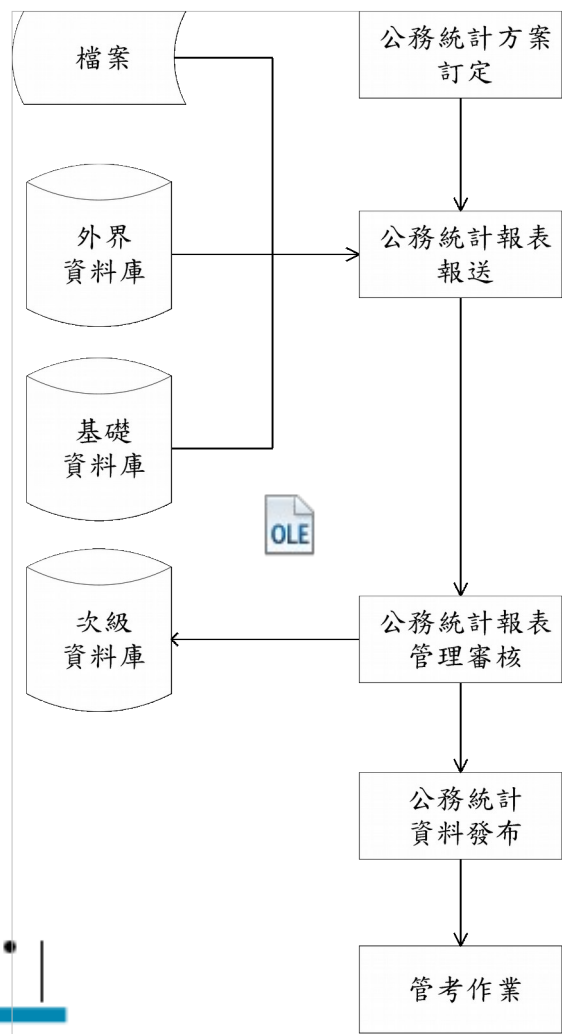 檔案
公務統計方案
訂定
外界
資料庫
公務統計報表
報送
基礎
資料庫
OLE
次級
資料庫
公務統計報表
管理審核
公務統計
資料發布
管考作業